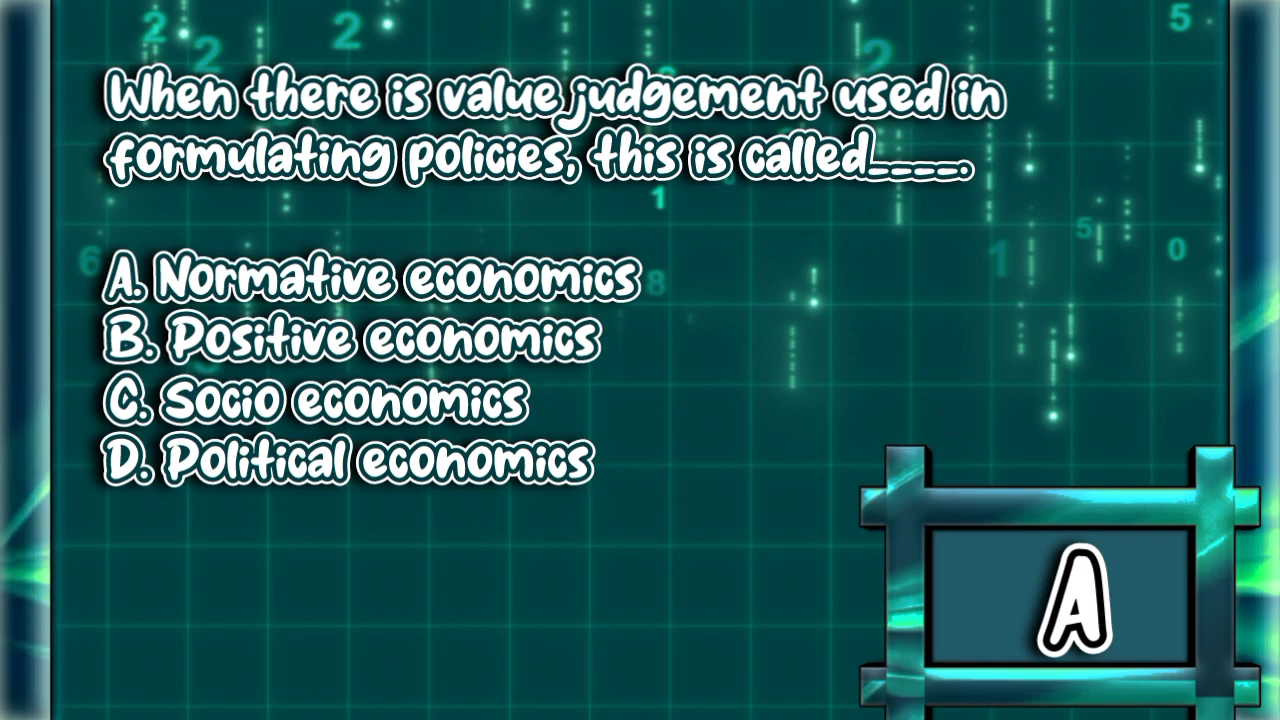 When there is value judgement used in
formulating policies, this is called____.
A. Normative economics
B. Positive economics
C. Socio economics
D. Political economics
A